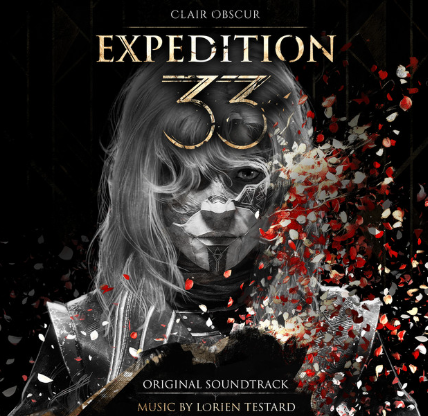 CLAIR OBSCUR
EXPEDITION
33
ORIGINAL SOUNDTRACK
MUSIC BY LORIEN TESTARD